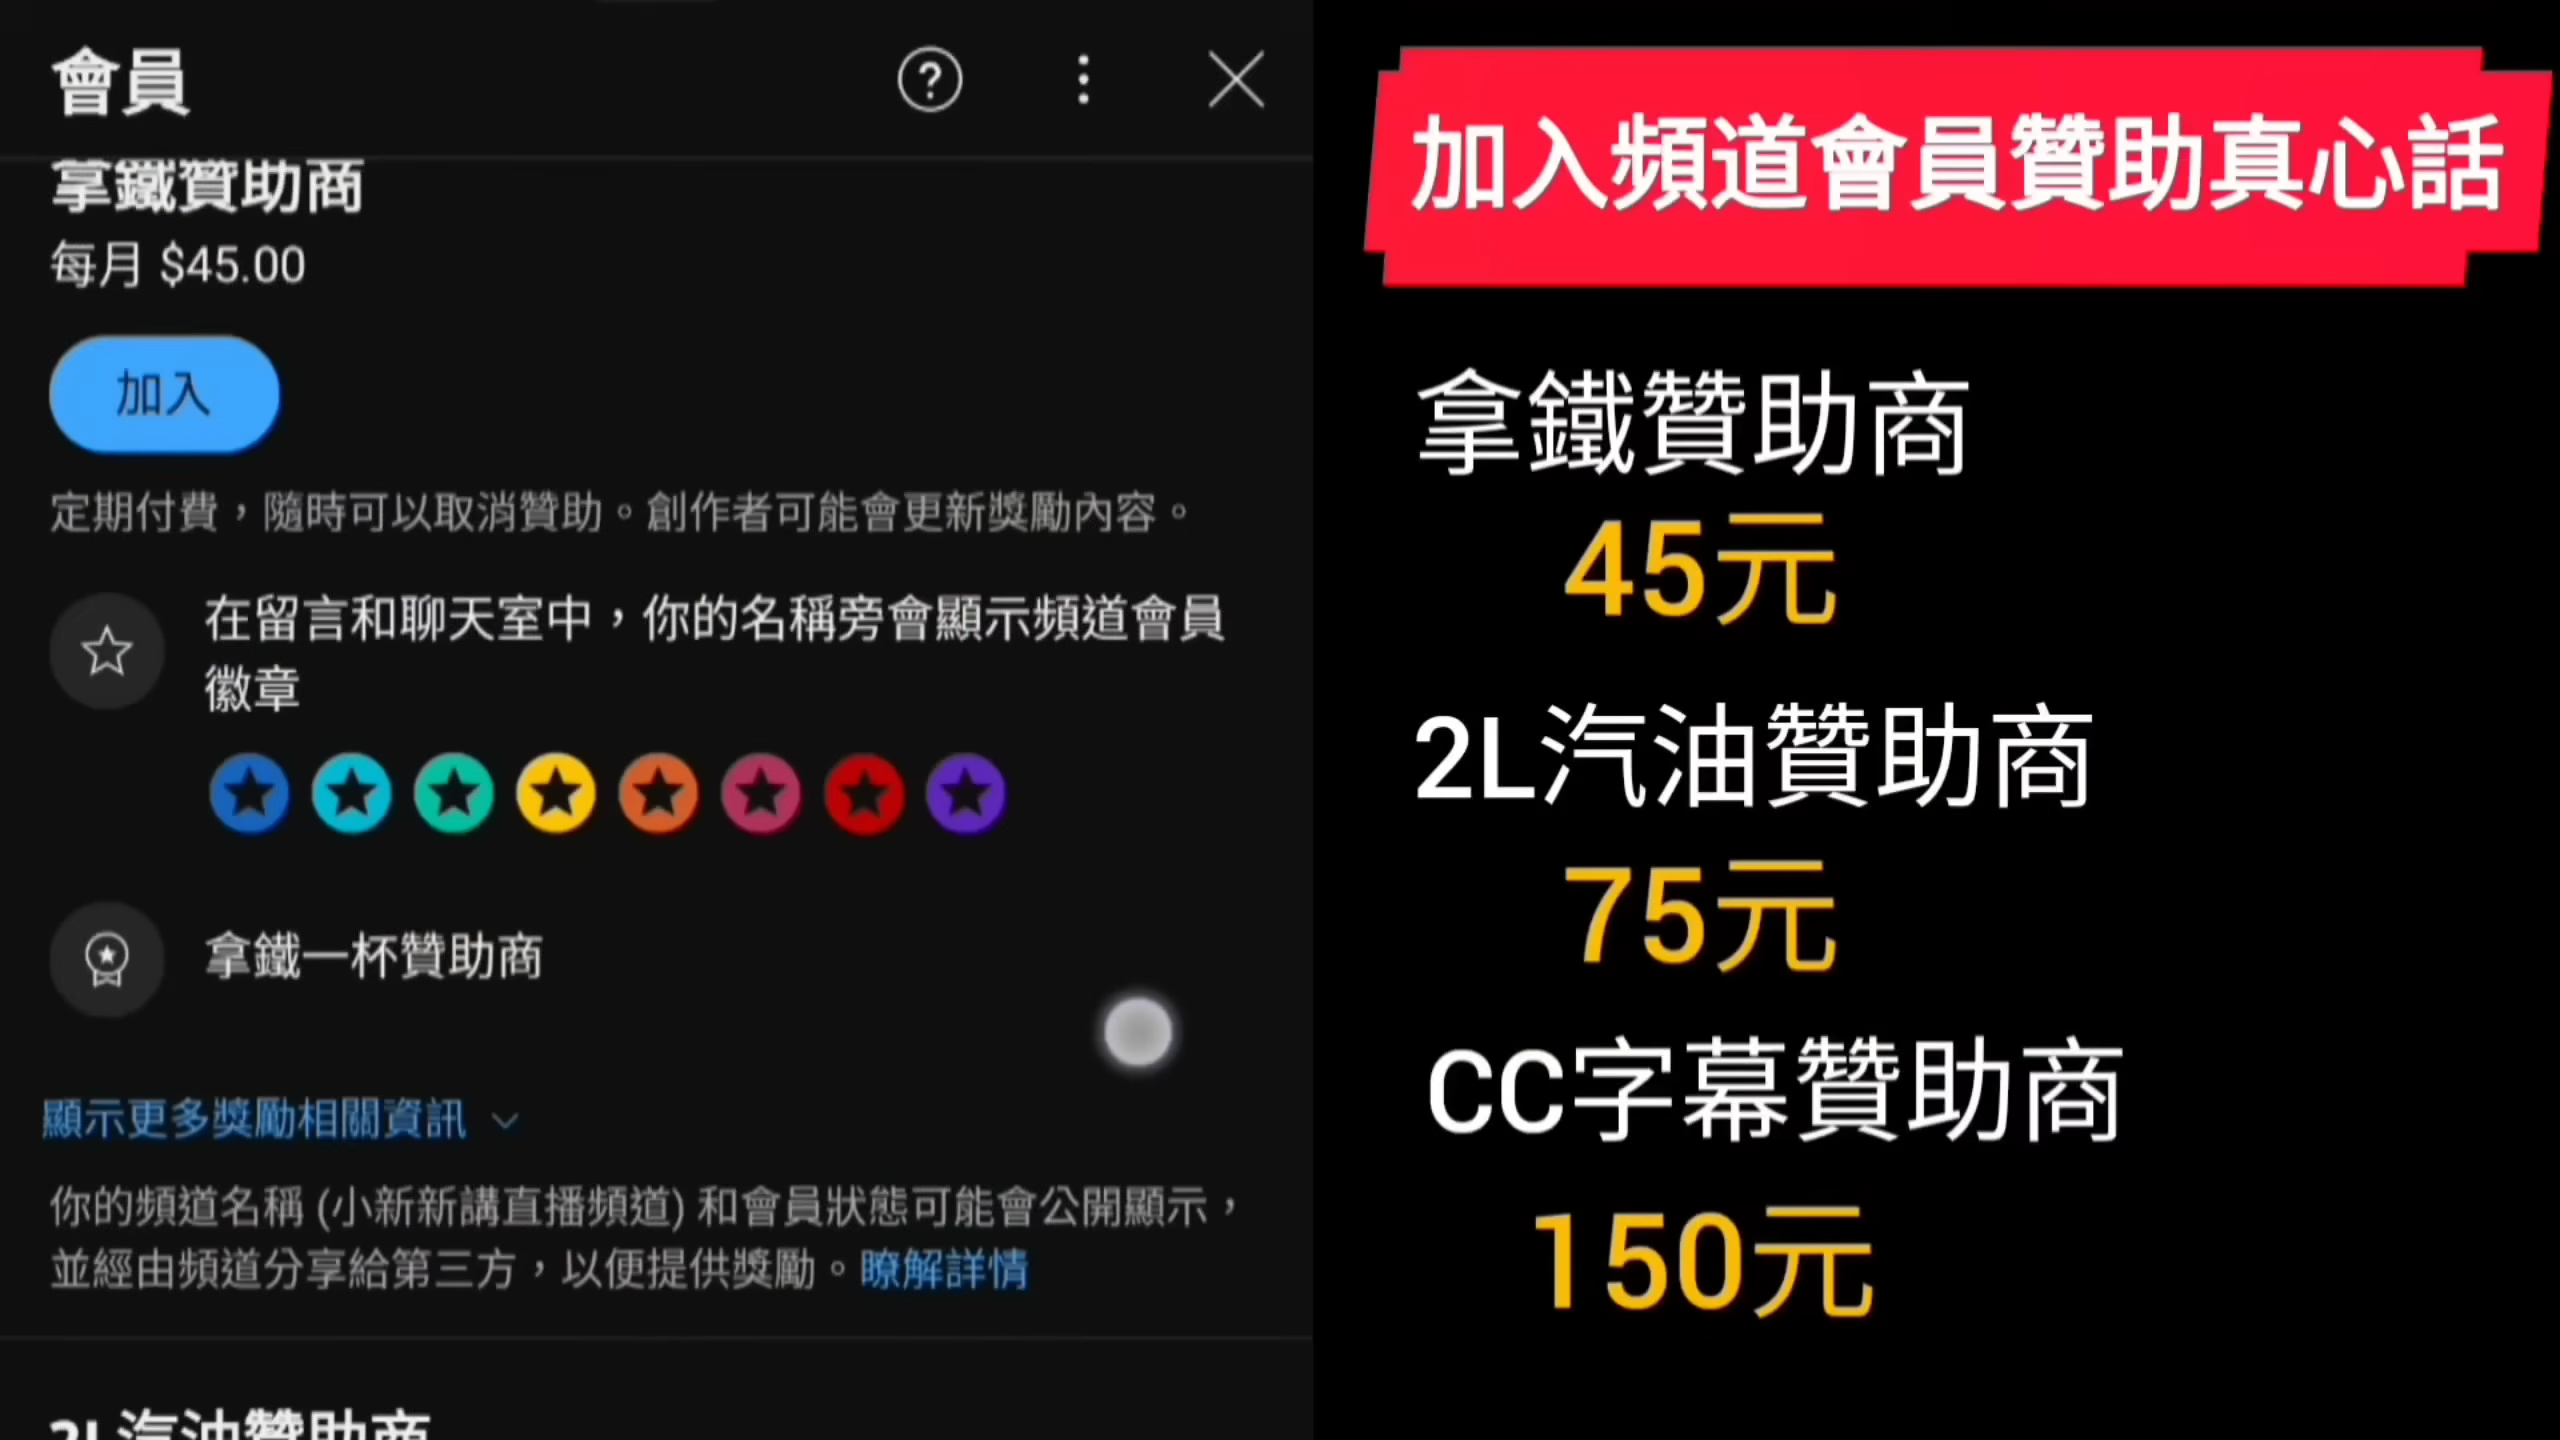 會員
拿鐵贊助商
每月 $45.00
加入
定期付費，隨時可以取消贊助。創作者可能會更新獎勵內容。
在留言和聊天室中，你的名稱旁會顯示頻道會員
徽章
拿鐵一杯贊助商
顯示更多獎勵相關資訊
你的頻道名稱 (小新新講直播頻道) 和會員狀態可能會公開顯示，
並經由頻道分享給第三方，以便提供獎勵。瞭解詳情
2L汽油贊助商
加入頻道會員贊助真心話
拿鐵贊助商
45元
2L汽油贊助商
75元
CC字幕贊助商
150元